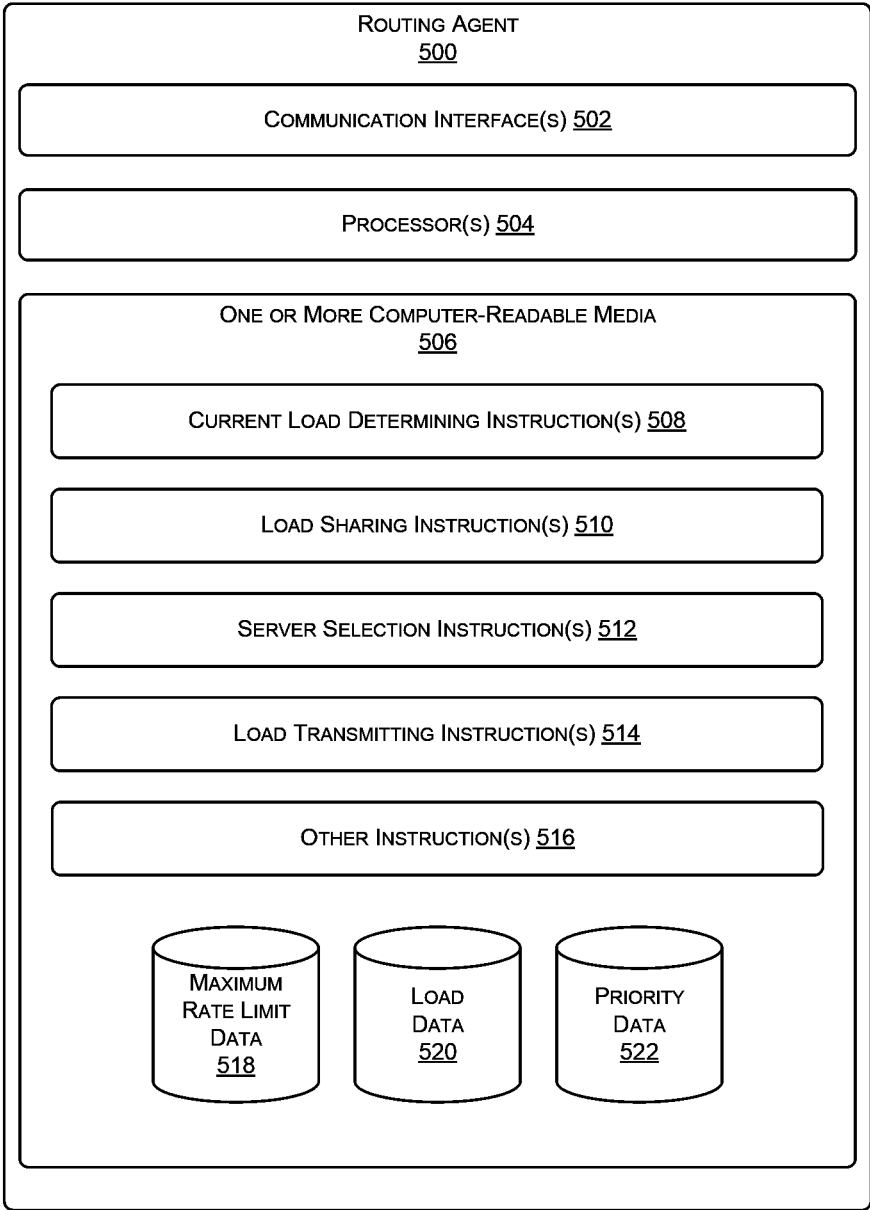 ROUTING AGENT
500
COMMUNICATION INTERFACE(S) 502
PROCESSOR(S) 504
ONE OR MORE COMPUTER-READABLE MEDIA
506
CURRENT LOAD DETERMINING INSTRUCTION(S) 508
LOAD SHARING INSTRUCTION(S) 510
SERVER SELECTION INSTRUCTION(S) 512
LOAD TRANSMITTING INSTRUCTION(S) 514
OTHER INSTRUCTION(S) 516
MAXIMUM
RATE LIMIT
DATA
518
LOAD
DATA
520
PRIORITY
DATA
522